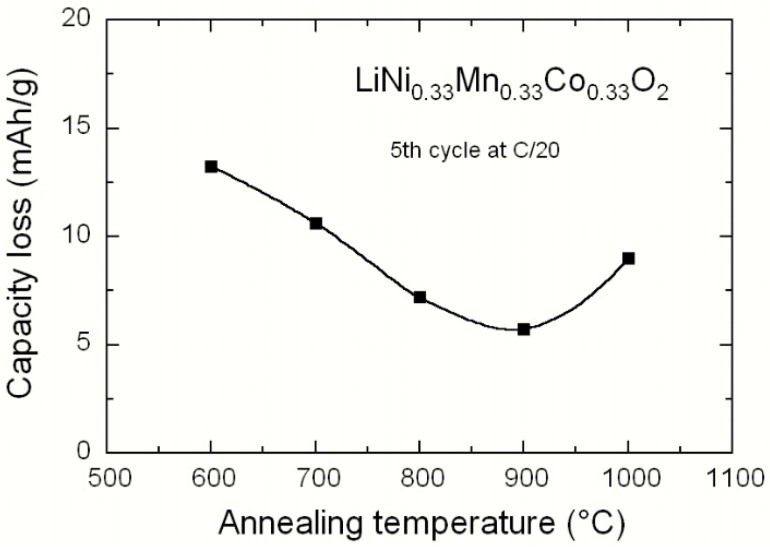 20
15
10
5
0
Capacity loss (mAh/g)
LiNi0.33Mn0.33Co0.33O2
5th cycle at C/20
500 600 700 800 900 1000 1100
Annealing temperature (°C)